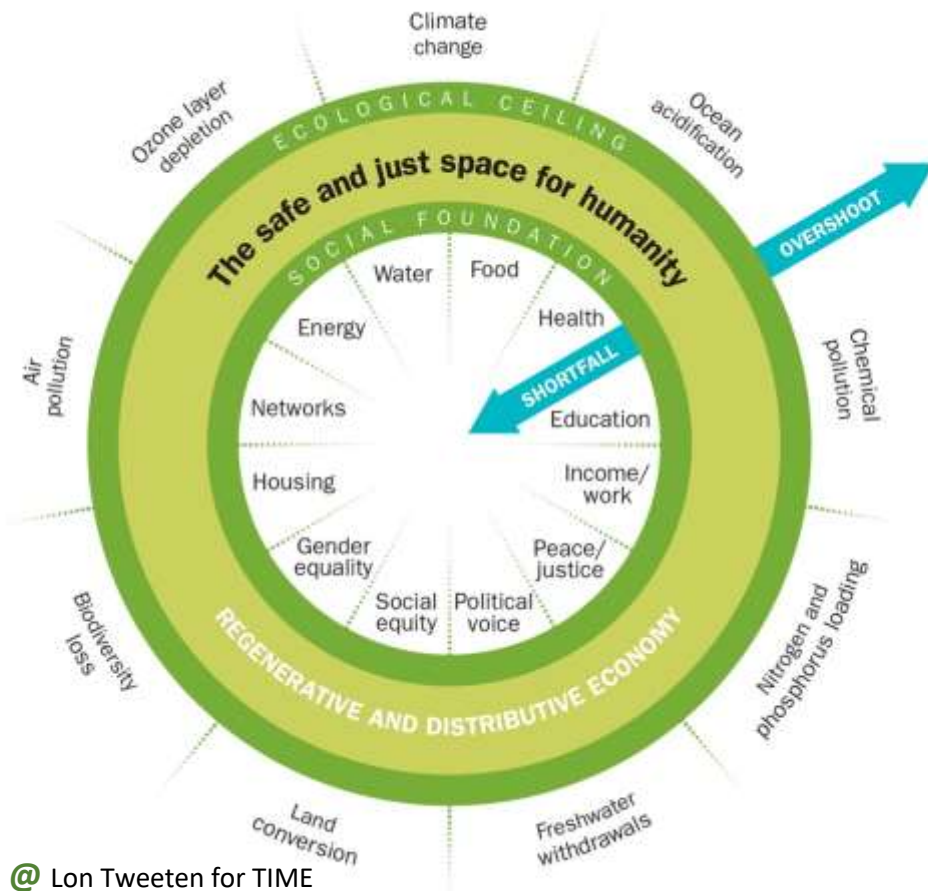 Climate
change
Ozone layer
depletion
Ocean
acidification
ECOLOGICAL CEILING
The safe and just space for humanity
OVERSHOOT
SOCIAL FOUNDATION
Water
Food
Energy
Health
SHORTFALL
Air
pollution
Chemical
pollution
Networks
Education
Housing
Income/
work
Gender
equality
Peace/
justice
Social
equity
Political
voice
Biodiversity
loss
Nitrogen and
phosphorus loading
REGENERATIVE AND DISTRIBUTIVE ECONOMY
Land
conversion
Freshwater
withdrawals
@ Lon Tweeten for TIME